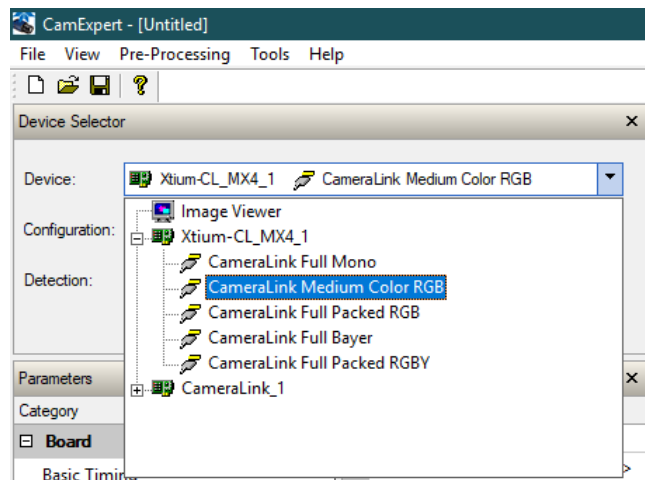 CamExpert - [Untitled]
File View Pre-Processing Tools Help
Device Selector
Device: Xtium-CL_MX4_1 CameraLink Medium Color RGB
Image Viewer
Configuration:
Xtium-CL_MX4_1
CameraLink Full Mono
Detection:
CameraLink Medium Color RGB
CameraLink Full Packed RGB
CameraLink Full Bayer
CameraLink Full Packed RGBY
Parameters
CameraLink_1
Category
Board
Basic Timing